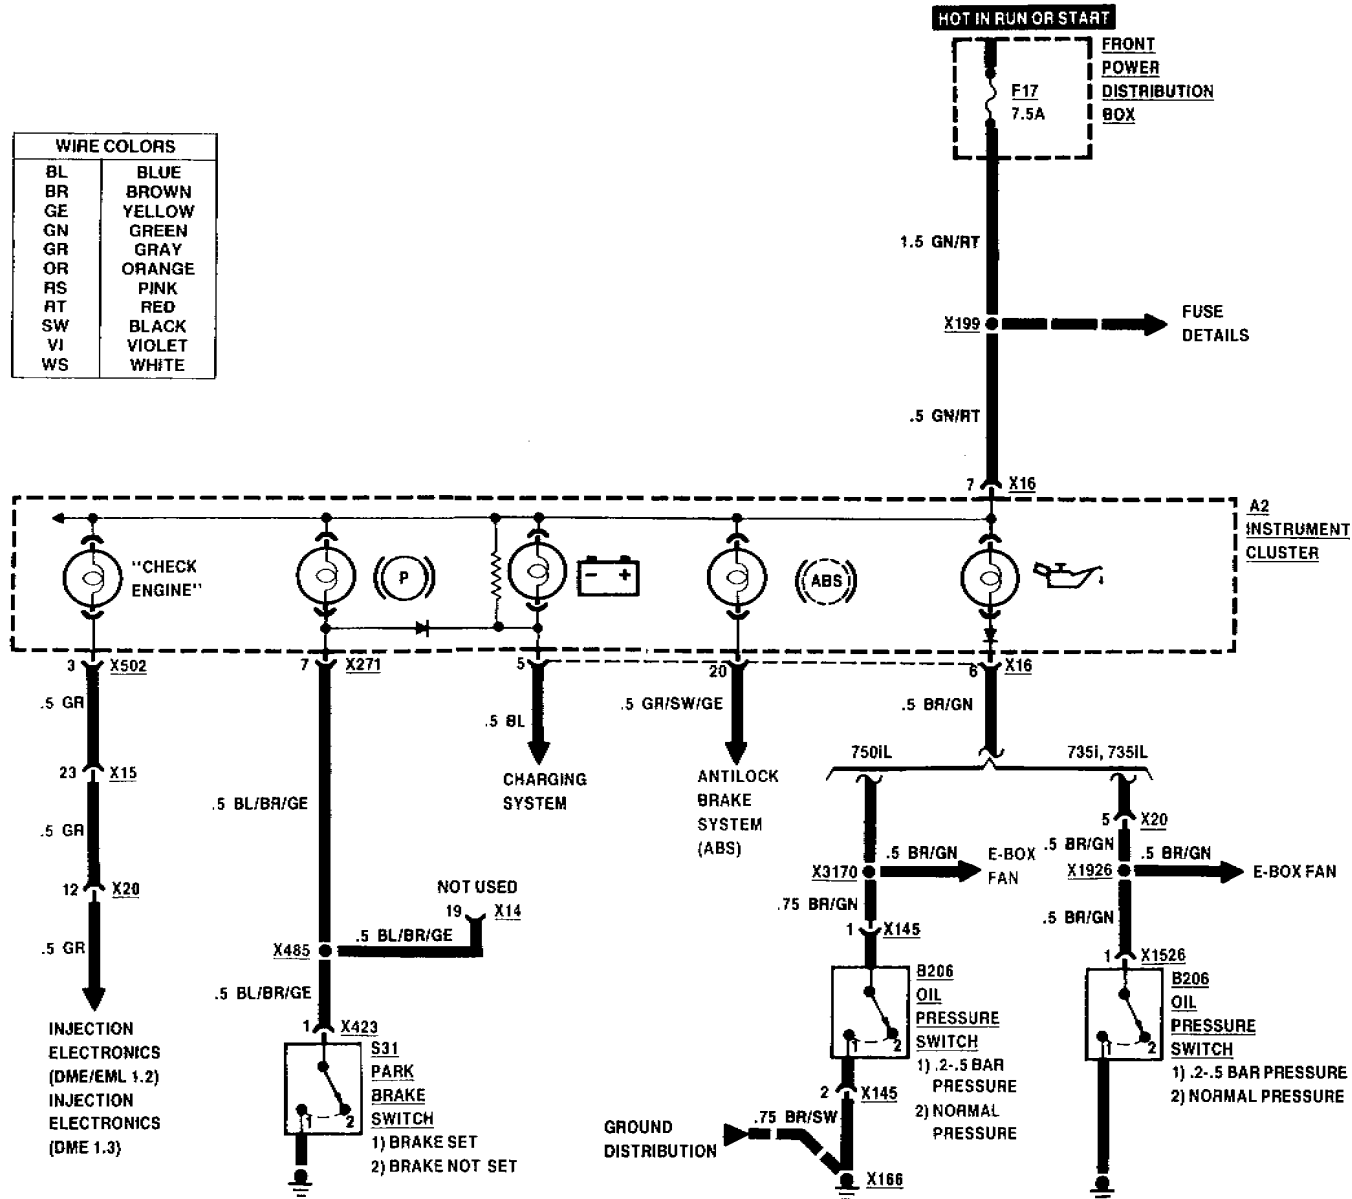 HOT IN RUN OR START
FRONT
POWER
DISTRIBUTION
BOX
F17
7.5A
WIRE COLORS
BL BLUE
BR BROWN
GE YELLOW
GN GREEN
GR GRAY
OR ORANGE
RS PINK
RT RED
SW BLACK
VI VIOLET
WS WHITE
1.5 GN/RT
X199
FUSE
DETAILS
.5 GN/RT
7 X16
A2
INSTRUMENT
CLUSTER
"CHECK
ENGINE"
P
- +
ABS
3 X502
7 X271
5
20
6 X16
.5 GR
.5 BL
.5 GR/SW/GE
.5 BR/GN
23 X15
.5 BL/BR/GE
CHARGING
SYSTEM
ANTILOCK
BRAKE
SYSTEM
(ABS)
750iL
735i, 735iL
5 X20
.5 GR
.5 BR/GN
.5 BR/GN
.5 BR/GN
X3170
E-BOX
FAN
X1926
E-BOX FAN
12 X20
NOT USED
19 X14
.75 BR/GN
.5 BR/GN
1 X145
.5 GR
X485
.5 BL/BR/GE
1 X1526
.5 BL/BR/GE
B206
OIL
PRESSURE
SWITCH
1) .2-.5 BAR
PRESSURE
2) NORMAL
PRESSURE
1 2
B206
OIL
PRESSURE
SWITCH
1) .2-.5 BAR PRESSURE
2) NORMAL PRESSURE
1 2
INJECTION
ELECTRONICS
(DME/EML 1.2)
INJECTION
ELECTRONICS
(DME 1.3)
1 X423
S31
PARK
BRAKE
SWITCH
1) BRAKE SET
2) BRAKE NOT SET
1 2
2 X145
.75 BR/SW
GROUND
DISTRIBUTION
X166